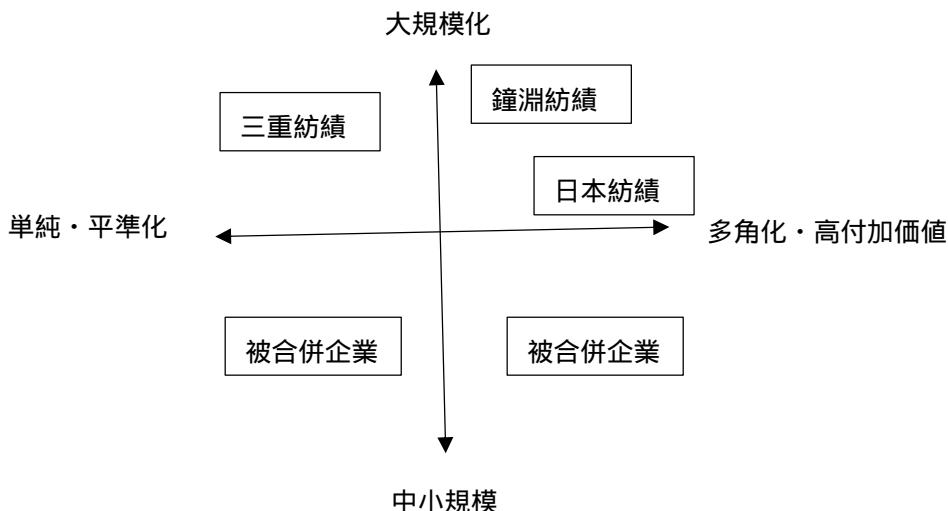 大規模化
鐘淵紡績
三重紡績
日本紡績
単純・平準化
多角化・高付加価値
被合併企業
被合併企業
中小規模